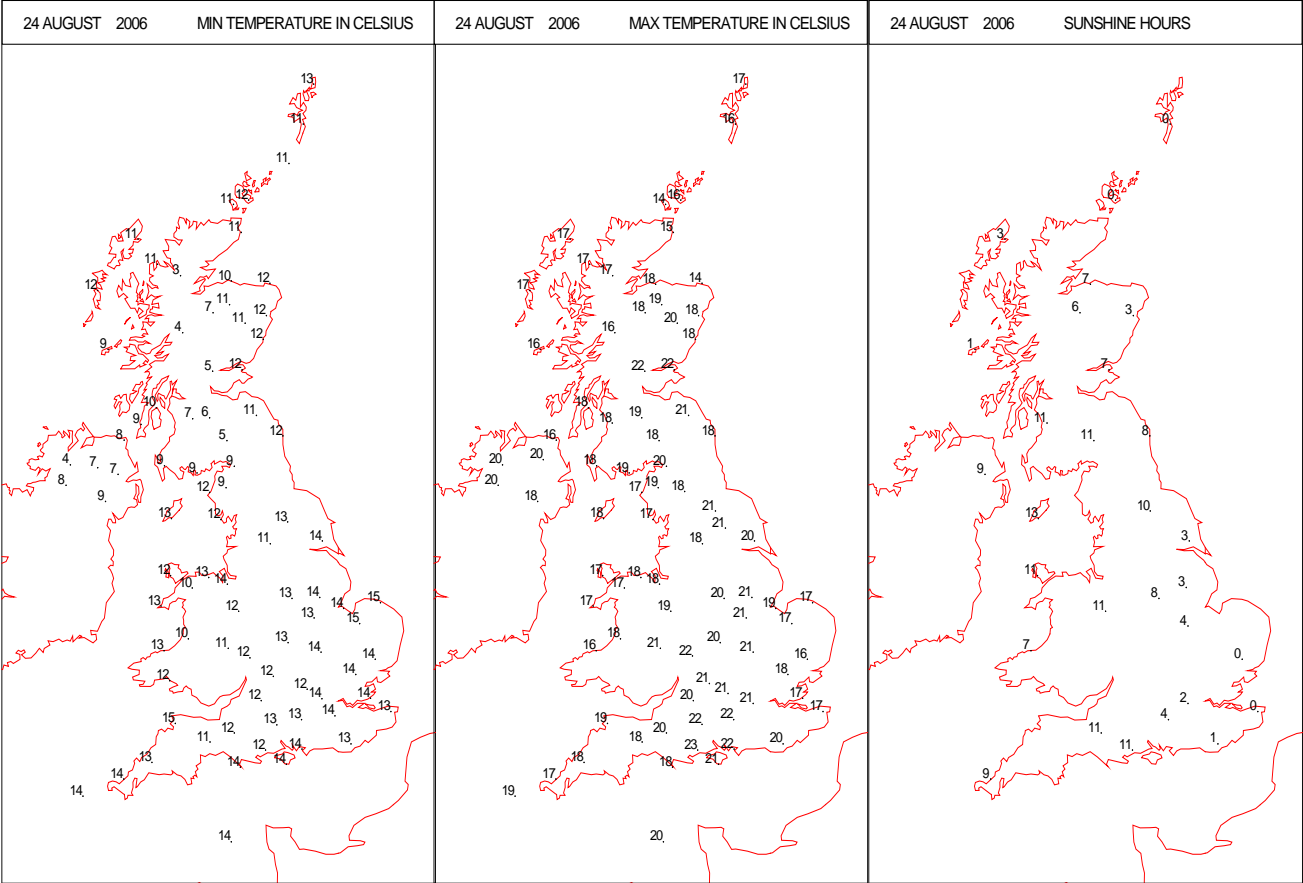 24 AUGUST 2006 MIN TEMPERATURE IN CELSIUS
13
11
11
11 12
11
11
11
3
12 10 12
11
7 12
11
4 12
9
5 12
10
7 6 11
9
8 5 12
4 7 9 9 9
8 7
9 12 9
13 12 13
11 14
12 13
10 14
13 14 15
13 12 14
13 15
10 13
13 11 14
12 14
12 12 14
12 14 14
15 14 13
12 13 13
11 12 14 13
13 14 14
14
14
14
24 AUGUST 2006 MAX TEMPERATURE IN CELSIUS
17
16
14 16
15
17
17
17
17 18 14
18 19 18
20
16 18
16
22 22
18
19 21
18
16 18 18
20 20 18 20
19
20 17 19 18
18
18 17 21
21
18 20
17 18
17 18
17 20 21 17
19 19
21 17
18 20
16 21 21
22 16
21 18
20 21 17
21 17
19 22 22
20
18 23 22 20
18 18 21
17
19
20
24 AUGUST 2006 SUNSHINE HOURS
0
0
3
7
6 3
1
7
11
11 8
9
13 10
3
11
8 3
11
4
7 0
2
4 0
11
11 1
9